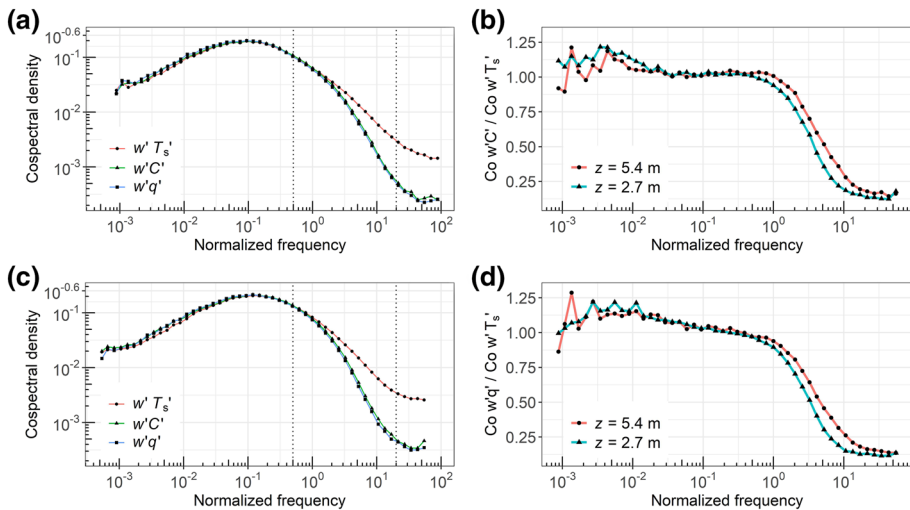 (a)
Cospectral density
10^-0.6
10^-1
10^-2
10^-3
w' Ts'
w'C'
w'q'
10^-3 10^-2 10^-1 10^0 10^1 10^2
Normalized frequency
(b)
Co w'C' / Co w' Ts'
1.25
1.00
0.75
0.50
0.25
z = 5.4 m
z = 2.7 m
10^-3 10^-2 10^-1 10^0 10^1
Normalized frequency
(c)
Cospectral density
10^-0.6
10^-1
10^-2
10^-3
w' Ts'
w'C'
w'q'
10^-3 10^-2 10^-1 10^0 10^1 10^2
Normalized frequency
(d)
Co w'q' / Co w'Ts'
1.25
1.00
0.75
0.50
0.25
z = 5.4 m
z = 2.7 m
10^-3 10^-2 10^-1 10^0 10^1
Normalized frequency